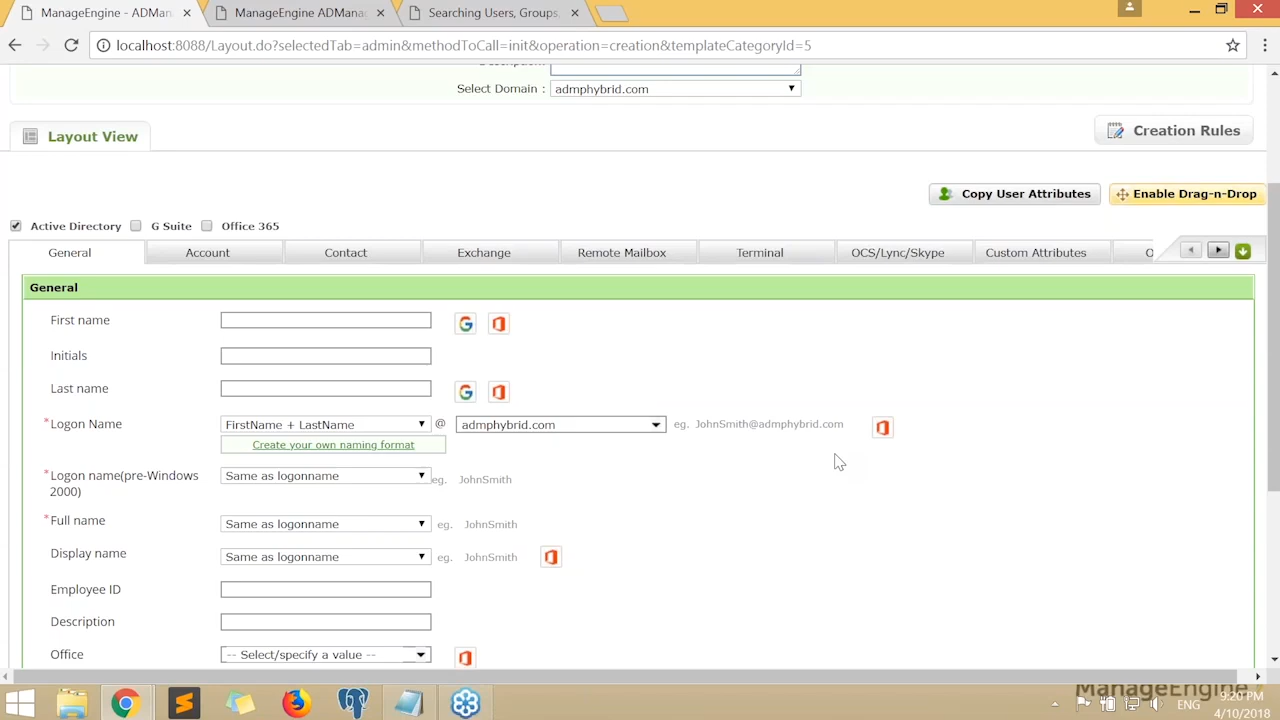 ManageEngine - ADMan
ManageEngine ADMana
Searching Users, Groups,
localhost:8088/Layout.do?selectedTab=admin&methodToCall=init&operation=creation&templateCategoryId=5
Select Domain :
admphybrid.com
Layout View
Creation Rules
Copy User Attributes
Enable Drag-n-Drop
Active Directory
G Suite
Office 365
General
Account
Contact
Exchange
Remote Mailbox
Terminal
OCS/Lync/Skype
Custom Attributes
General
First name
Initials
Last name
*Logon Name
FirstName + LastName
@
admphybrid.com
eg. JohnSmith@admphybrid.com
Create your own naming format
*Logon name(pre-Windows
2000)
Same as logonname
eg. JohnSmith
*Full name
Same as logonname
eg. JohnSmith
Display name
Same as logonname
eg. JohnSmith
Employee ID
Description
Office
-- Select/specify a value --
ManageEngine
ENG
9:20 PM
4/10/2018